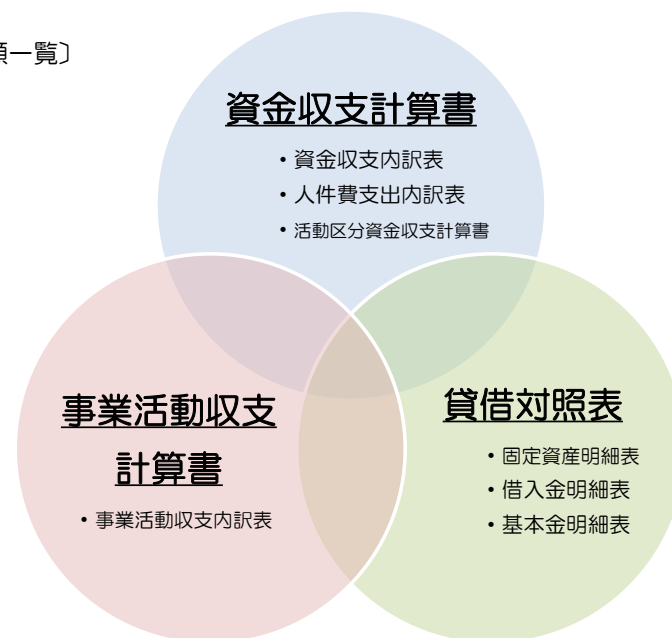 一覧〕
資金収支計算書
・資金収支内訳表
・人件費支出内訳表
・活動区分資金収支計算書
事業活動収支
計算書
・事業活動収支内訳表
貸借対照表
・固定資産明細表
・借入金明細表
・基本金明細表